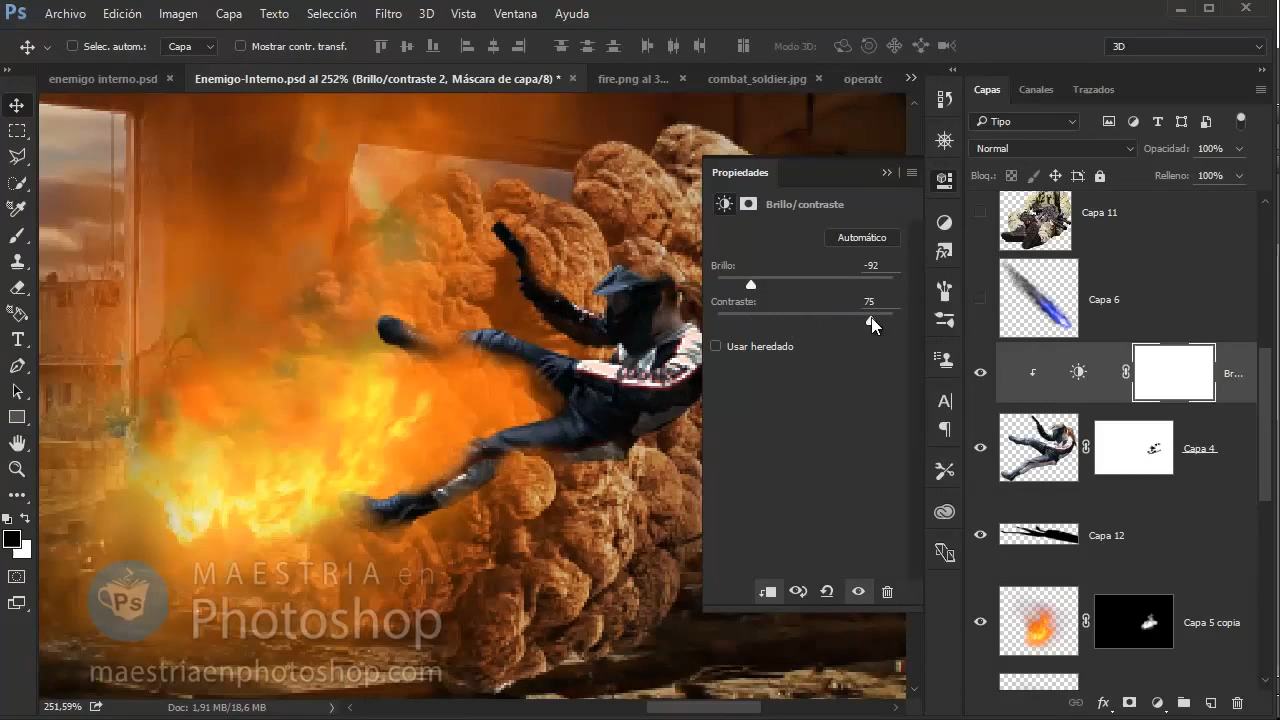 Ps Archivo Edición Imagen Capa Texto Selección Filtro 3D Vista Ventana Ayuda
Selec. autom.: Capa Mostrar contr. transf. Modo 3D: 3D
enemigo interno.psd × Enemigo-Interno.psd al 252% (Brillo/contraste 2, Máscara de capa/8) * × fire.png al 3... × combat_soldier.jpg × operatc
Capas Canales Trazados
Tipo
Normal Opacidad: 100%
Bloq.: Relleno: 100%
Propiedades
Brillo/contraste
Automático
Brillo: -92
Contraste: 75
Usar heredado
Capa 11
Capa 6
Br...
Capa 4
Capa 12
Capa 5 copia
Ps
MAESTRIA en
Photoshop
maestriaenphotoshop.com
251,59% Doc: 1,91 MB/18,6 MB